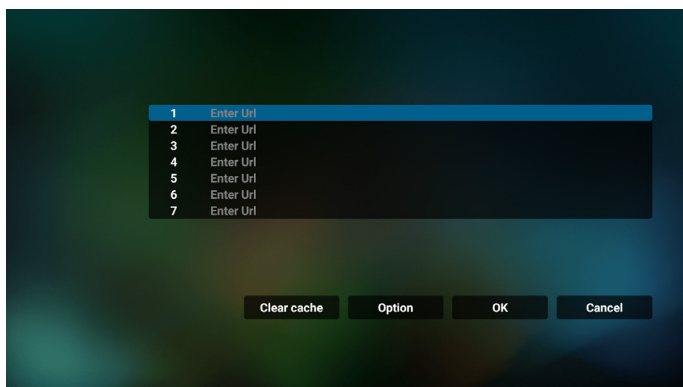 1 Enter Url
2 Enter Url
3 Enter Url
4 Enter Url
5 Enter Url
6 Enter Url
7 Enter Url
Clear cache Option OK Cancel